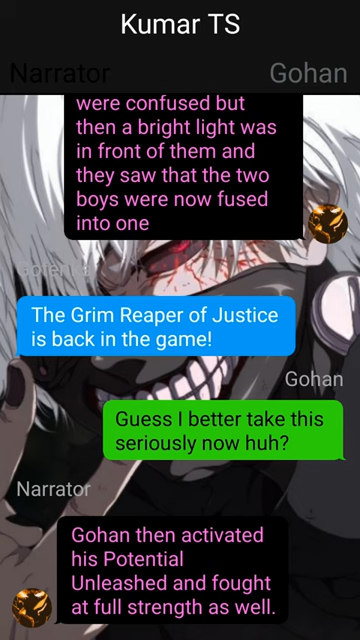 Kumar TS
Narrator
Gohan
were confused but
then a bright light was
in front of them and
they saw that the two
boys were now fused
into one
The Grim Reaper of Justice
is back in the game!
Gohan
Guess I better take this
seriously now huh?
Narrator
Gohan then activated
his Potential
Unleashed and fought
at full strength as well.